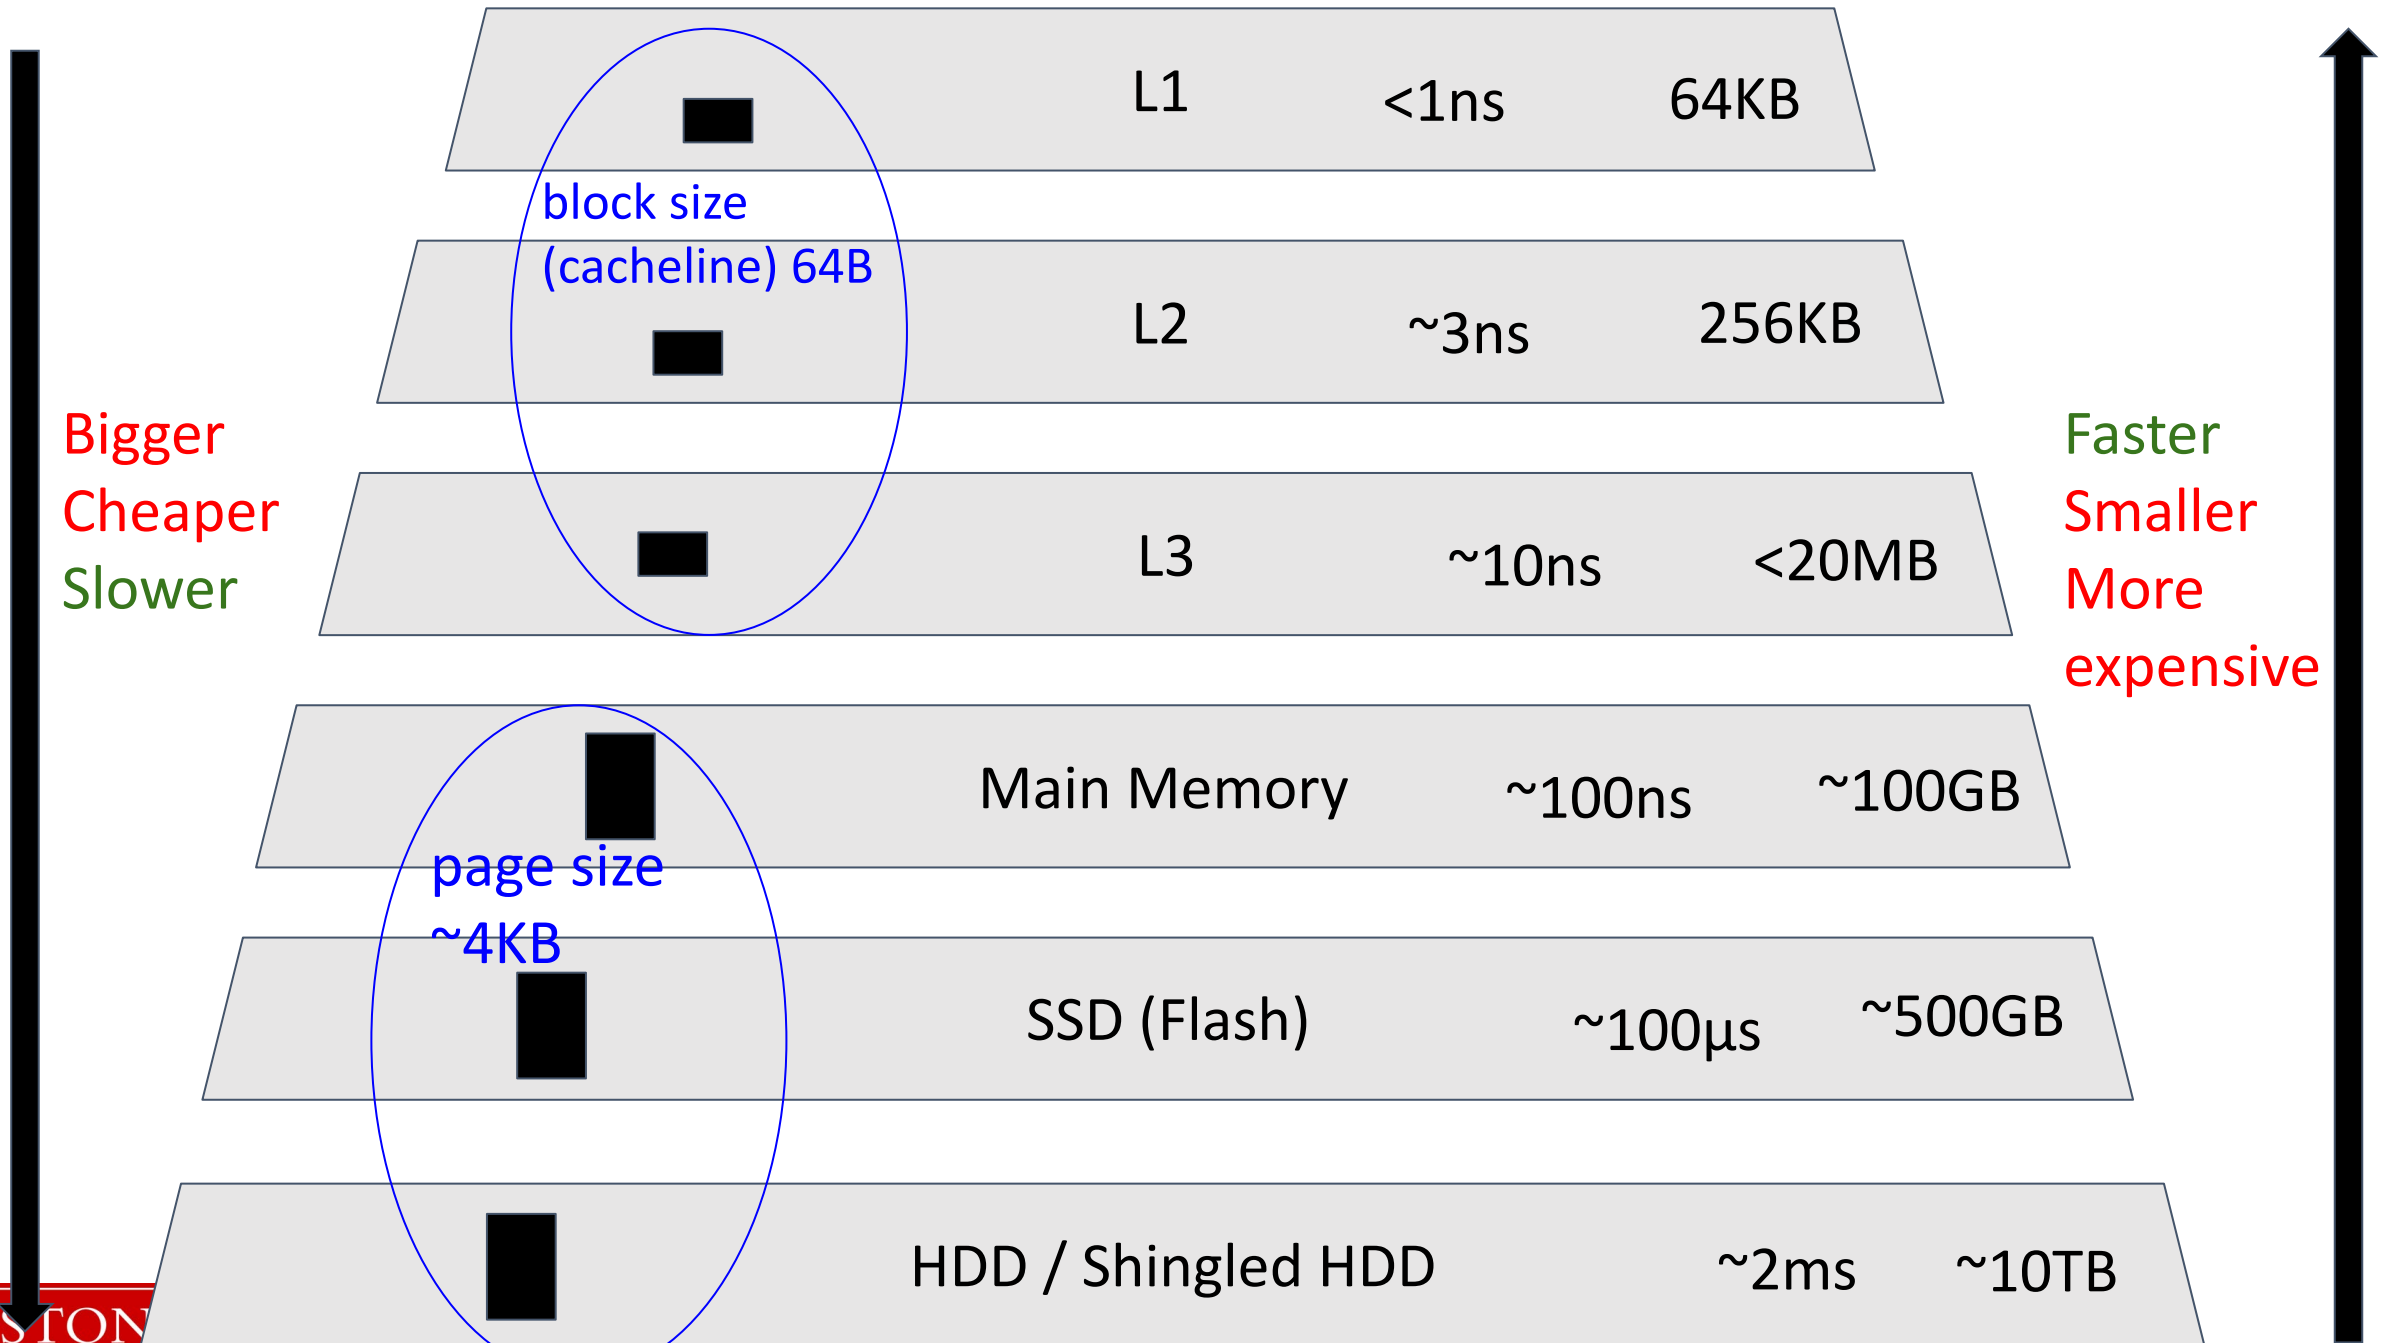 L1 <1ns 64KB
block size
(cacheline) 64B
L2 ~3ns 256KB
Bigger
Cheaper
Slower
Faster
Smaller
More
expensive
L3 ~10ns <20MB
Main Memory ~100ns ~100GB
page size
~4KB
SSD (Flash) ~100µs ~500GB
HDD / Shingled HDD ~2ms ~10TB